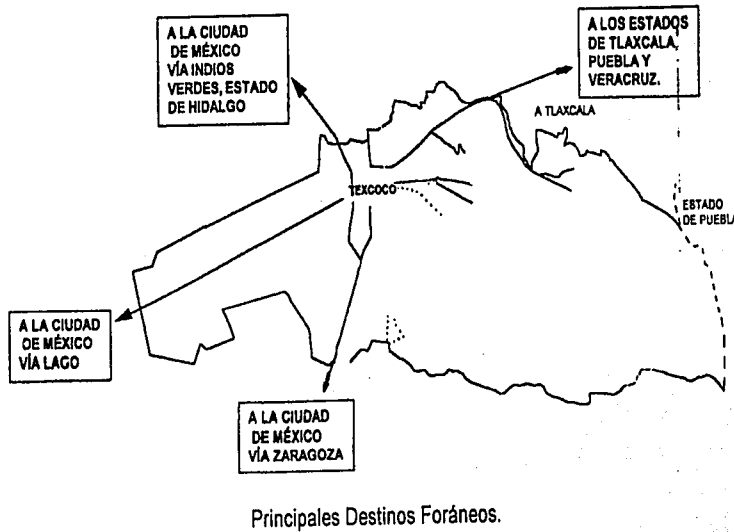 A LA CIUDAD
DE MÉXICO
VÍA INDIOS
VERDES, ESTADO
DE HIDALGO
A LOS ESTADOS
DE TLAXCALA,
PUEBLA Y
VERACRUZ.
A TLAXCALA
TEXCOCO
ESTADO
DE PUEBLA
A LA CIUDAD
DE MÉXICO
VÍA LAGO
A LA CIUDAD
DE MÉXICO
VÍA ZARAGOZA
Principales Destinos Foráneos.